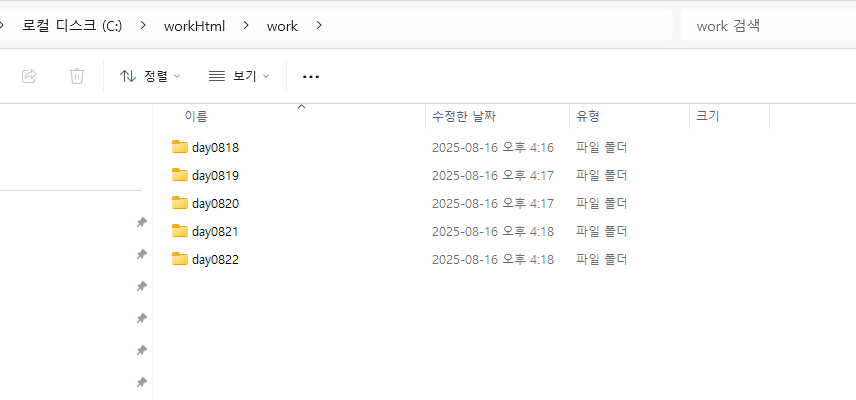 로컬 디스크 (C:) > workHtml > work > work 검색
정렬 보기 ...
이름 수정한 날짜 유형 크기
day0818 2025-08-16 오후 4:16 파일 폴더
day0819 2025-08-16 오후 4:17 파일 폴더
day0820 2025-08-16 오후 4:17 파일 폴더
day0821 2025-08-16 오후 4:18 파일 폴더
day0822 2025-08-16 오후 4:18 파일 폴더